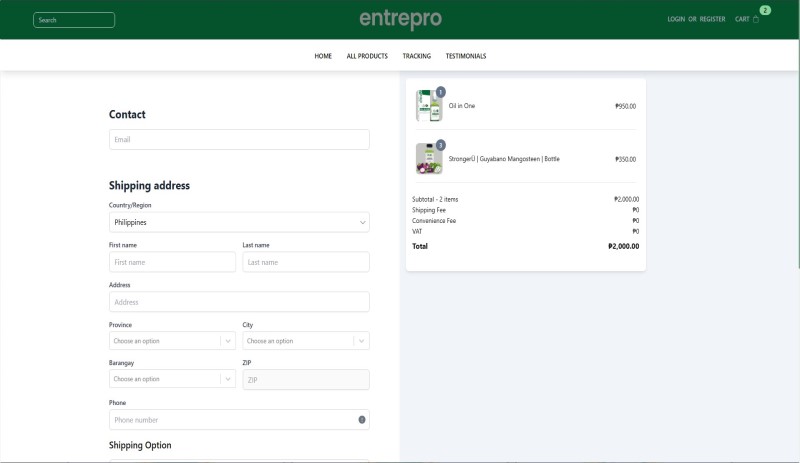 Search
entrepro
LOGIN OR REGISTER
CART
2
HOME
ALL PRODUCTS
TRACKING
TESTIMONIALS
Contact
Email
Shipping address
Country/Region
Philippines
First name
Last name
First name
Last name
Address
Address
Province
City
Choose an option
Choose an option
Barangay
ZIP
Choose an option
ZIP
Phone
Phone number
Shipping Option
1
Oil in One
₱950.00
3
StrongerÜ | Guyabano Mangosteen | Bottle
₱350.00
Subtotal - 2 items
₱2,000.00
Shipping Fee
₱0
Convenience Fee
₱0
VAT
₱0
Total
₱2,000.00